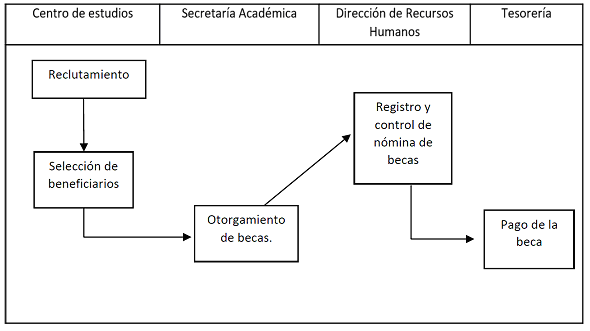 Centro de estudios
Secretaría Académica
Dirección de Recursos
Humanos
Tesorería
Reclutamiento
Selección de
beneficiarios
Otorgamiento
de becas.
Registro y
control de
nómina de
becas
Pago de la
beca